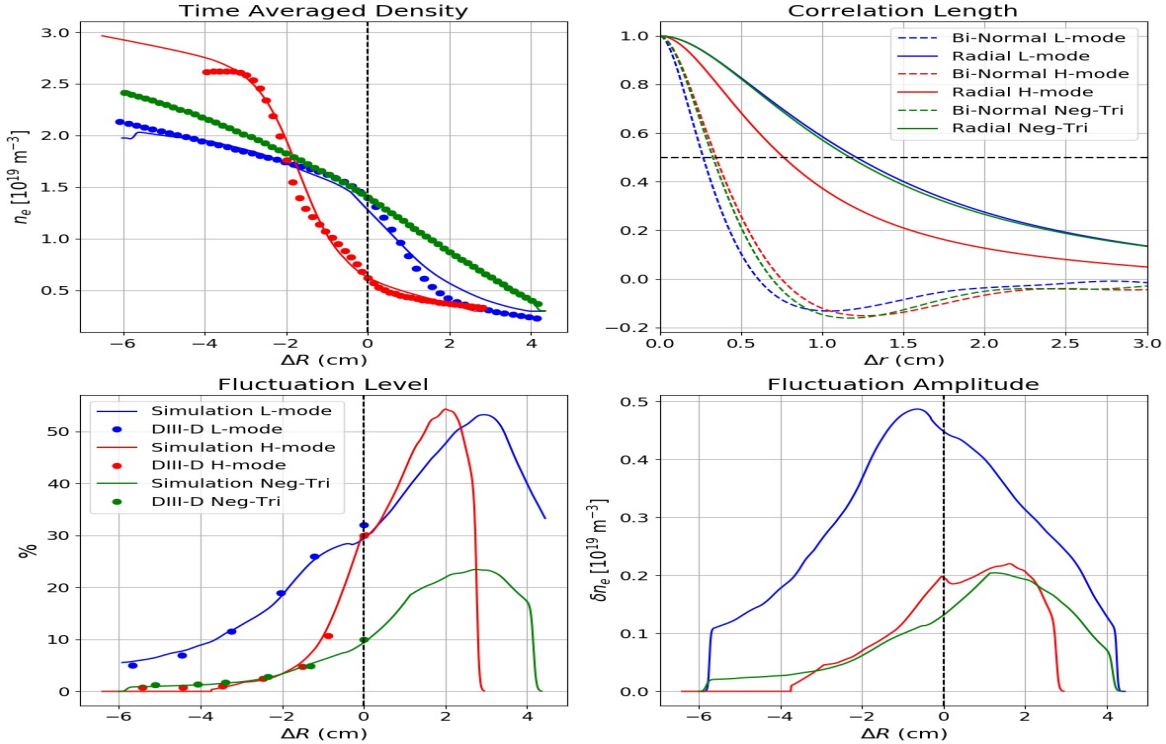 Time Averaged Density
3.0
2.5
2.0
1.5
1.0
0.5
nₑ [10¹⁹ m⁻³]
−6 −4 −2 0 2 4
ΔR (cm)
Correlation Length
1.0
0.8
0.6
0.4
0.2
0.0
−0.2
Bi-Normal L-mode
Radial L-mode
Bi-Normal H-mode
Radial H-mode
Bi-Normal Neg-Tri
Radial Neg-Tri
0.0 0.5 1.0 1.5 2.0 2.5 3.0
Δr (cm)
Fluctuation Level
50
40
30
20
10
0
%
Simulation L-mode
DIII-D L-mode
Simulation H-mode
DIII-D H-mode
Simulation Neg-Tri
DIII-D Neg-Tri
−6 −4 −2 0 2 4
ΔR (cm)
Fluctuation Amplitude
0.5
0.4
0.3
0.2
0.1
0.0
δnₑ [10¹⁹ m⁻³]
−6 −4 −2 0 2 4
ΔR (cm)